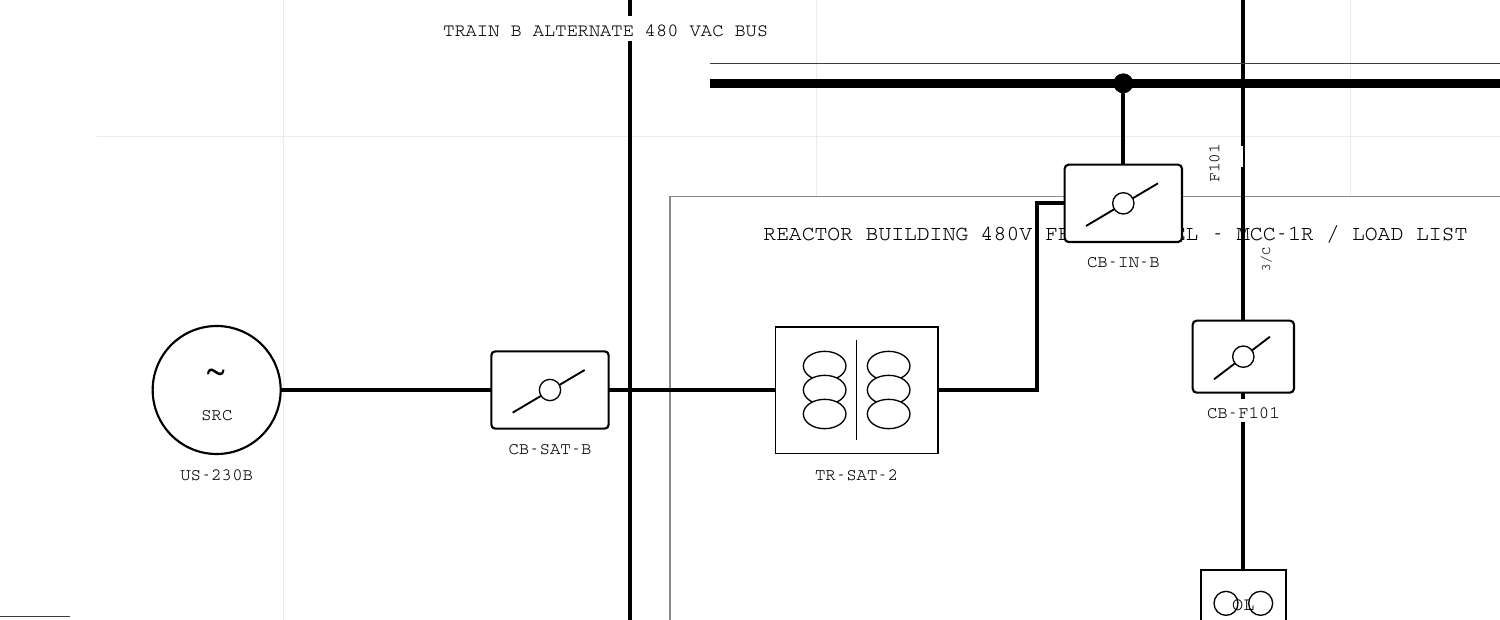 TRAIN B ALTERNATE 480 VAC BUS
F101
REACTOR BUILDING 480V - MCC-1R / LOAD LIST
3/C
CB-IN-B
~
SRC
CB-F101
CB-SAT-B
US-230B
TR-SAT-2
OL